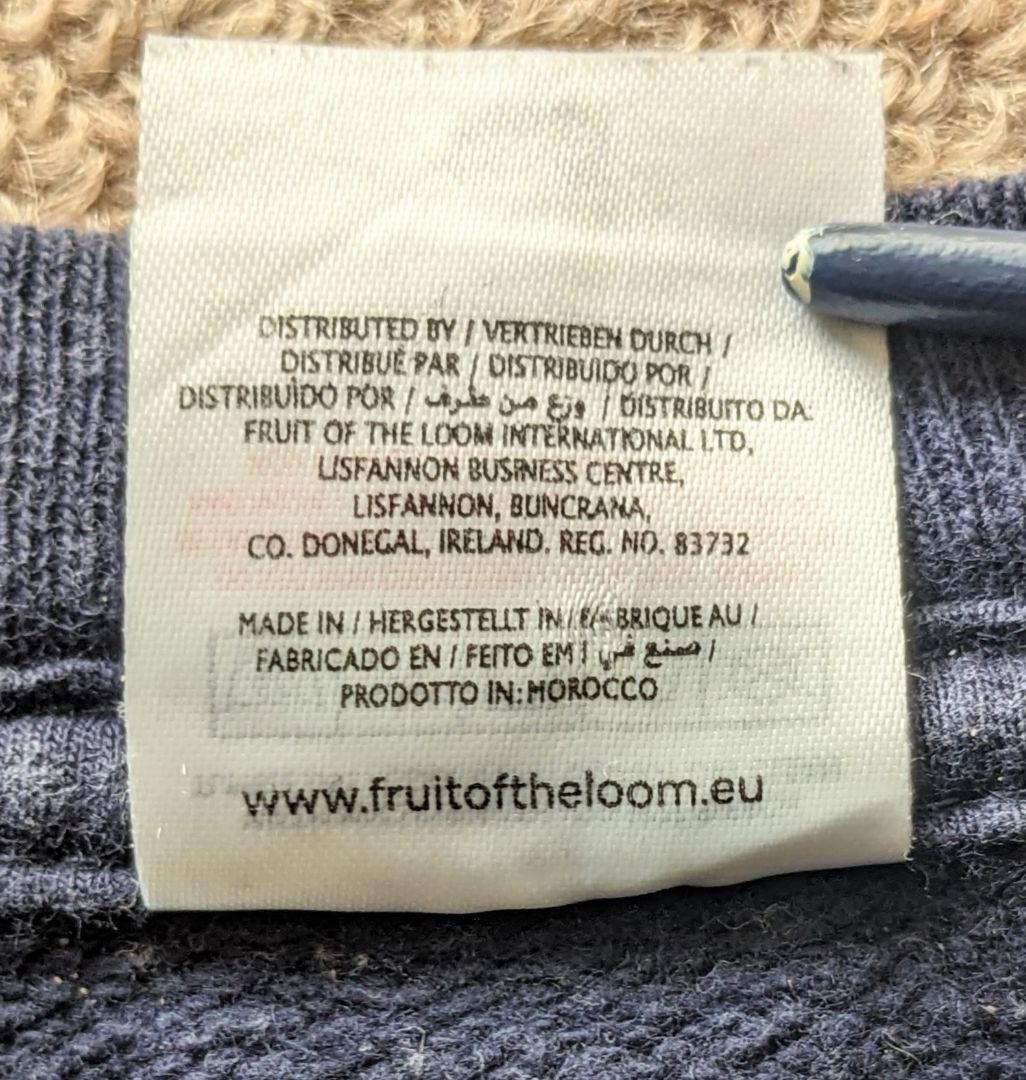 DISTRIBUTED BY / VERTRIEBEN DURCH /
DISTRIBUÉ PAR / DISTRIBUIDO POR /
DISTRIBUÍDO POR / وزع من طرف / DISTRIBUITO DA:
FRUIT OF THE LOOM INTERNATIONAL LTD,
LISFANNON BUSINESS CENTRE,
LISFANNON, BUNCRANA,
CO. DONEGAL, IRELAND. REG. NO. 83732
MADE IN / HERGESTELLT IN / FABRIQUE AU /
FABRICADO EN / FEITO EM / صنع في /
PRODOTTO IN: MOROCCO
www.fruitoftheloom.eu